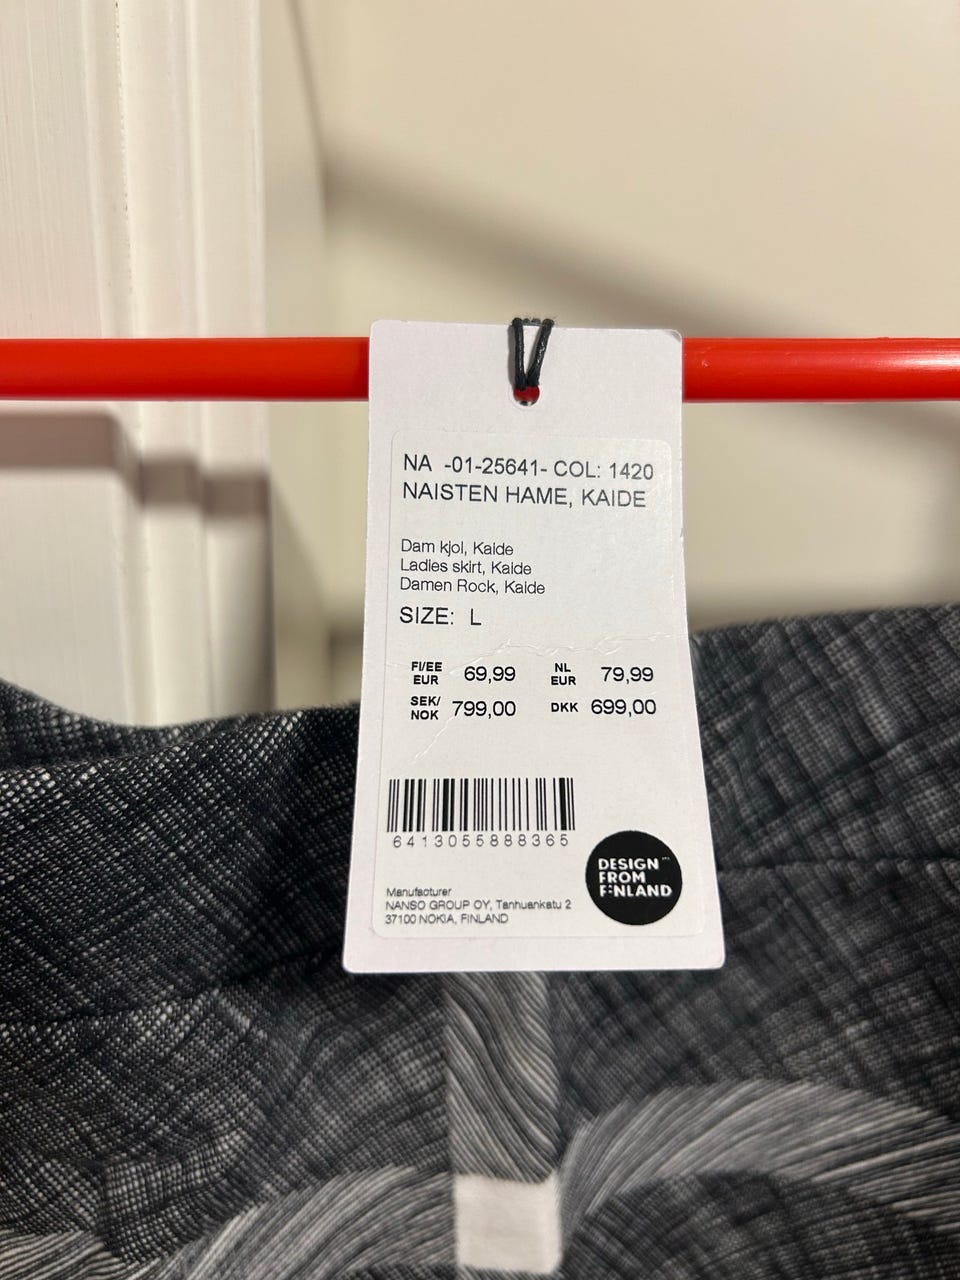 NA -01-25641- COL: 1420
NAISTEN HAME, KAIDE
Dam kjol, Kaide
Ladies skirt, Kaide
Damen Rock, Kaide
SIZE: L
FI/EE EUR 69,99 NL EUR 79,99
SEK/NOK 799,00 DKK 699,00
6413055888365
DESIGN
FROM
FINLAND
Manufacturer
NANSO GROUP OY, Tanhuankatu 2
37100 NOKIA, FINLAND